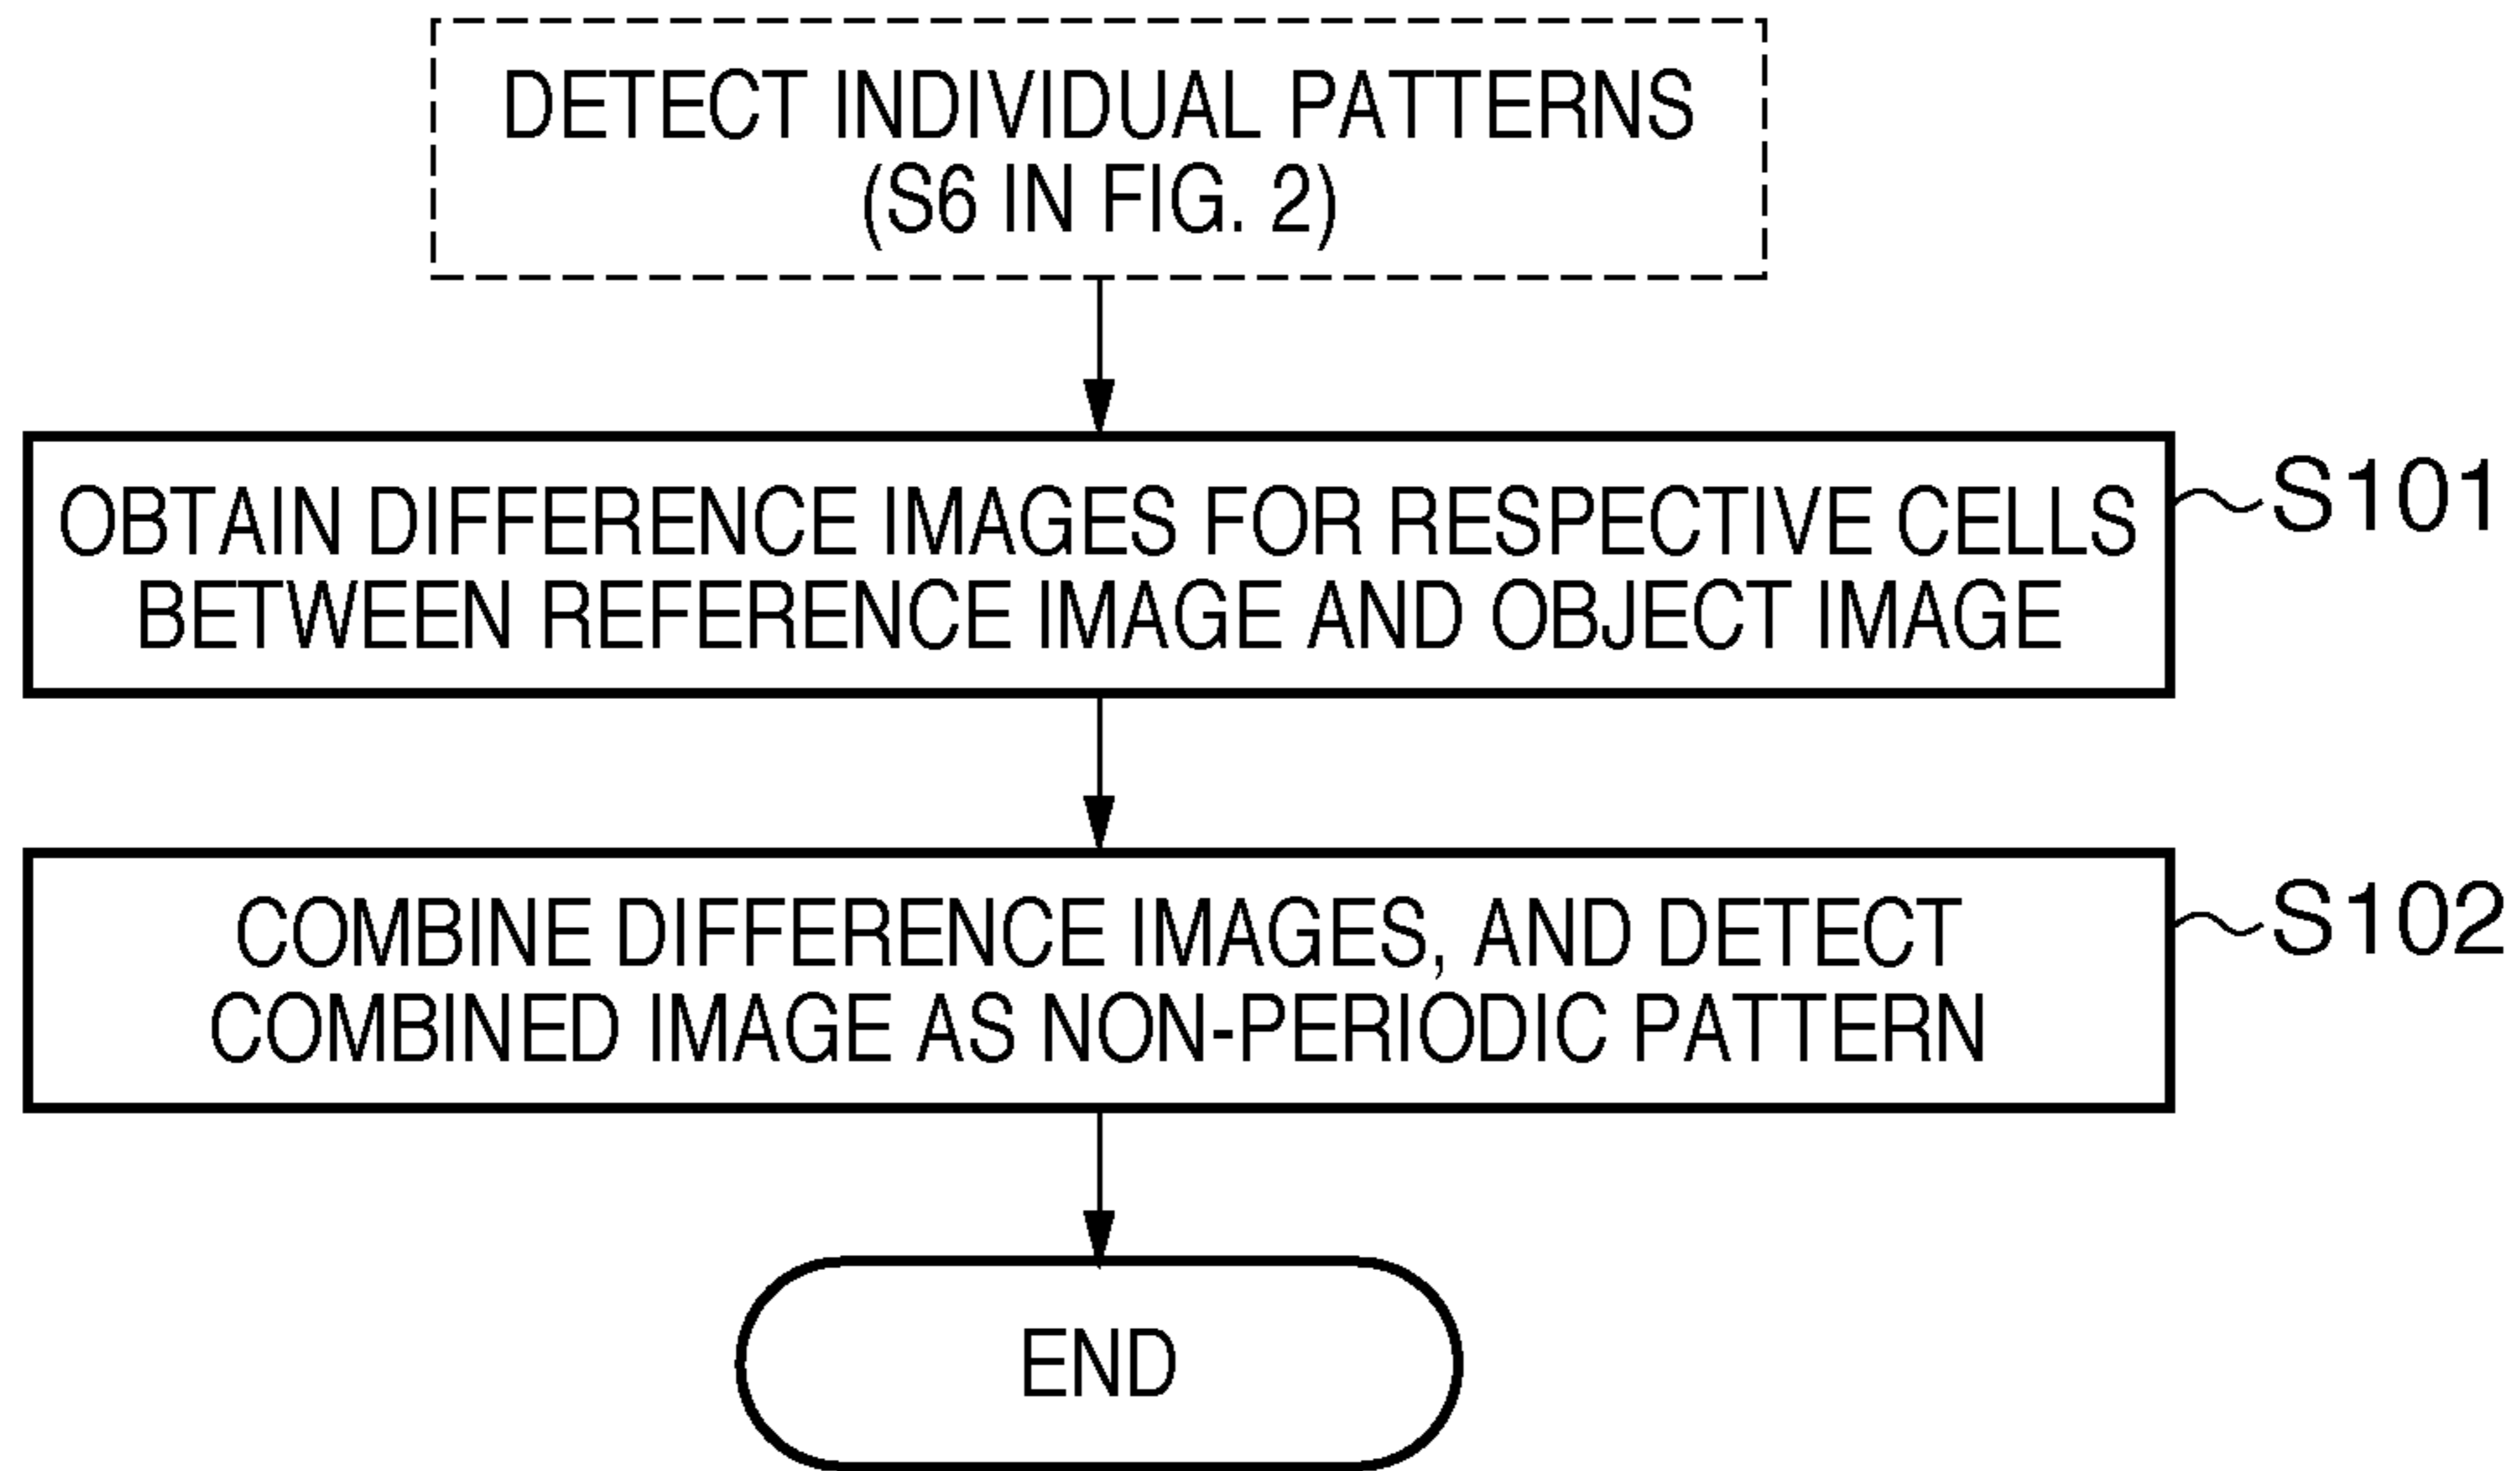 DETECT INDIVIDUAL PATTERNS
(S6 IN FIG. 2)
OBTAIN DIFFERENCE IMAGES FOR RESPECTIVE CELLS
BETWEEN REFERENCE IMAGE AND OBJECT IMAGE
S101
COMBINE DIFFERENCE IMAGES, AND DETECT
COMBINED IMAGE AS NON-PERIODIC PATTERN
S102
END